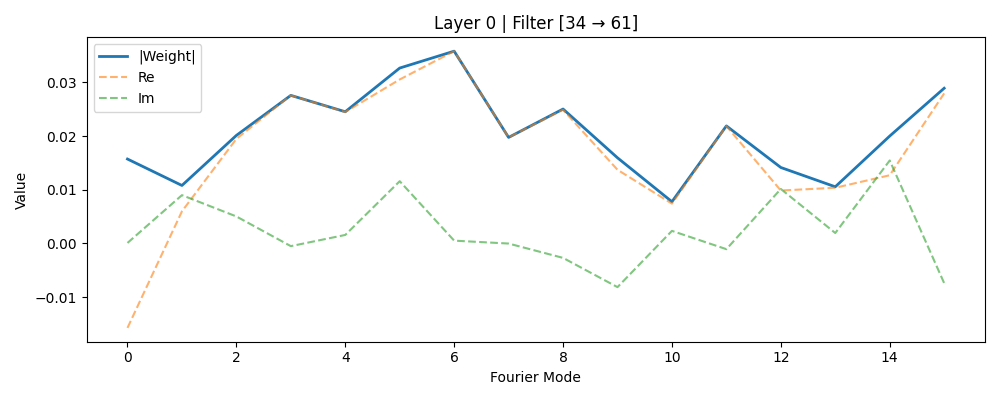 Layer 0 | Filter [34 → 61]
|Weight|
Re
Im
Value
0.03
0.02
0.01
0.00
−0.01
0 2 4 6 8 10 12 14
Fourier Mode